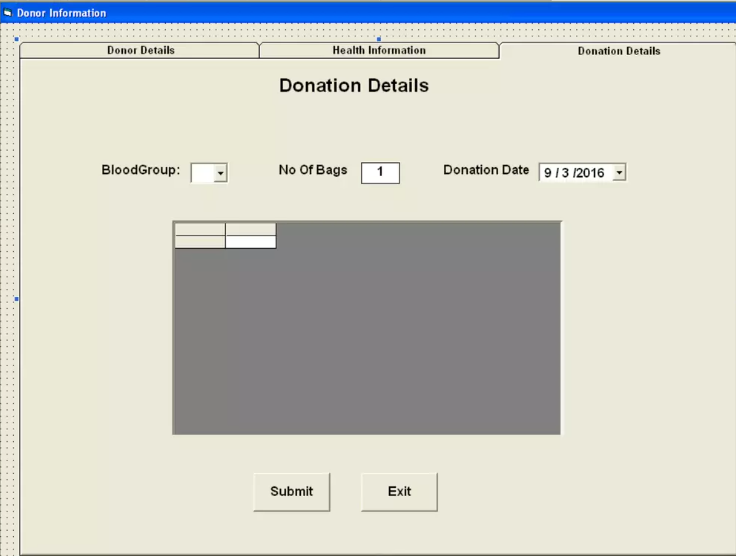 Donor Information
Donor Details Health Information Donation Details
Donation Details
BloodGroup: No Of Bags 1 Donation Date 9 / 3 /2016
Submit Exit